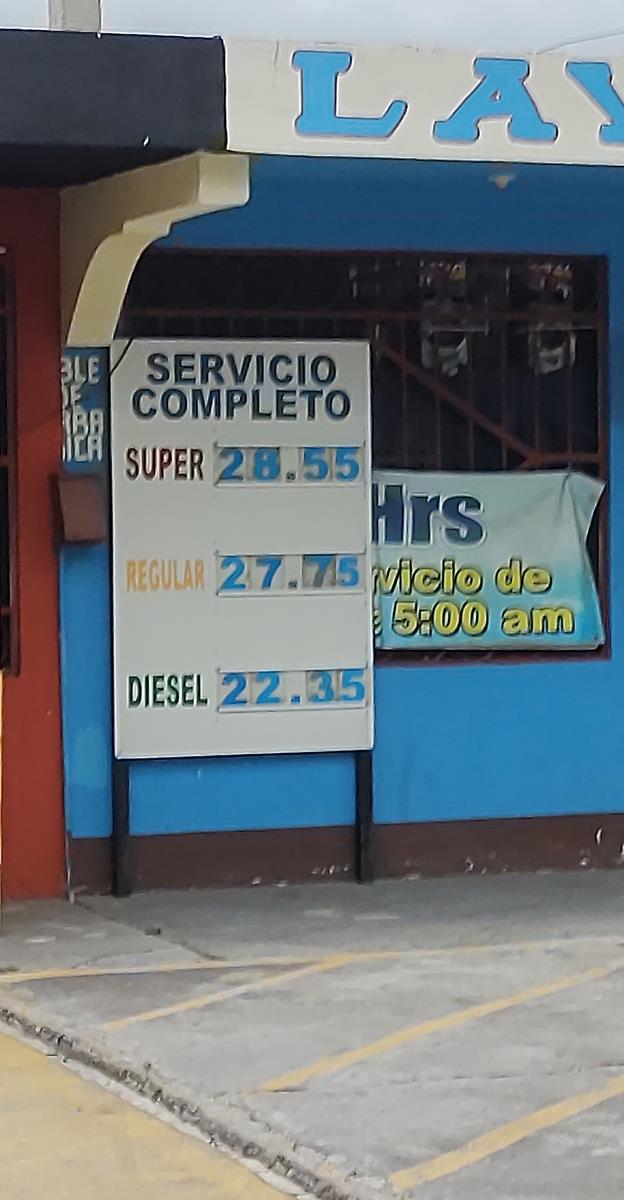 LAV
SERVICIO
COMPLETO
SUPER 28.55
REGULAR 27.75
DIESEL 22.35
Hrs
vicio de
5:00 am